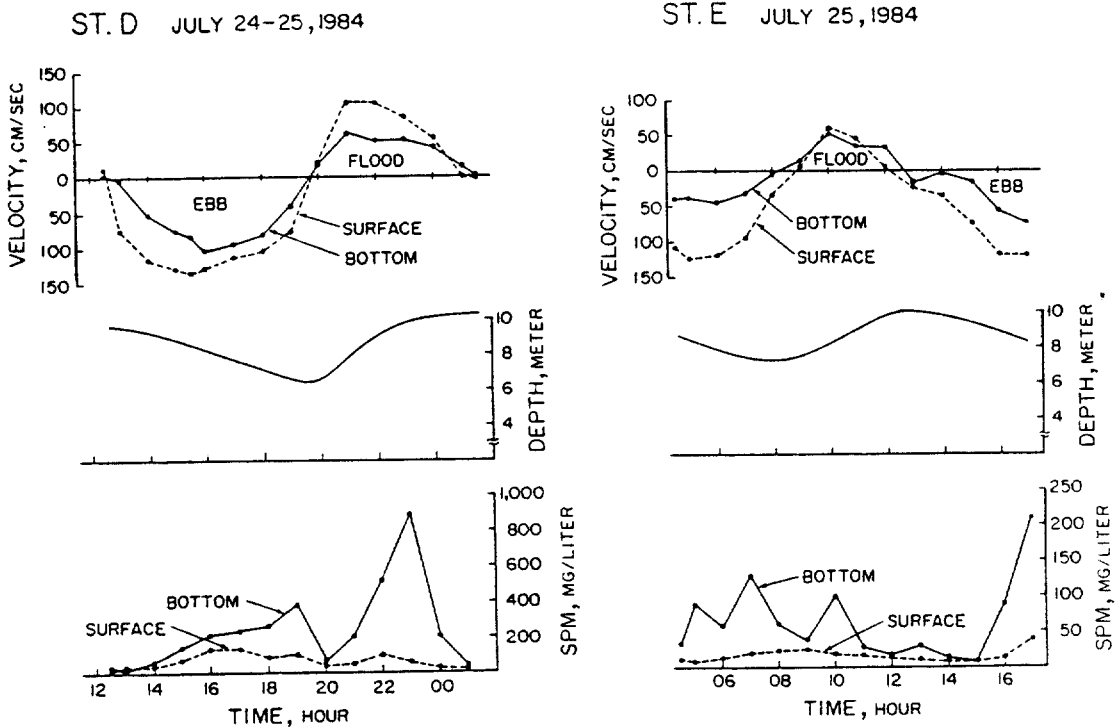 ST. D JULY 24-25, 1984
150
100
50
0
50
100
150
VELOCITY, CM/SEC
FLOOD
EBB
SURFACE
BOTTOM
10
8
6
4
DEPTH, METER
1,000
800
600
400
200
SPM, MG/LITER
BOTTOM
SURFACE
12 14 16 18 20 22 00
TIME, HOUR
ST. E JULY 25, 1984
100
50
0
50
100
150
VELOCITY, CM/SEC
FLOOD
EBB
BOTTOM
SURFACE
10
8
6
4
DEPTH, METER
250
200
150
100
50
SPM, MG/LITER
BOTTOM
SURFACE
06 08 10 12 14 16
TIME, HOUR